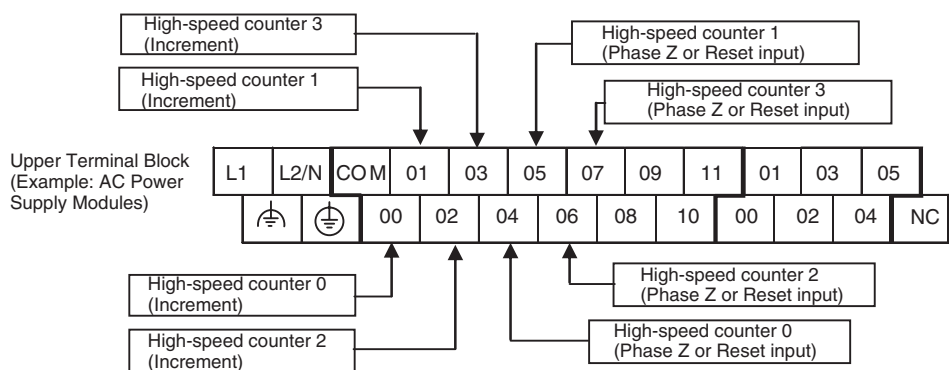 High-speed counter 3
(Increment)
High-speed counter 1
(Phase Z or Reset input)
High-speed counter 1
(Increment)
High-speed counter 3
(Phase Z or Reset input)
Upper Terminal Block
(Example: AC Power
Supply Modules)
L1 L2/N COM 01 03 05 07 09 11 01 03 05
00 02 04 06 08 10 00 02 04 NC
High-speed counter 0
(Increment)
High-speed counter 2
(Phase Z or Reset input)
High-speed counter 2
(Increment)
High-speed counter 0
(Phase Z or Reset input)